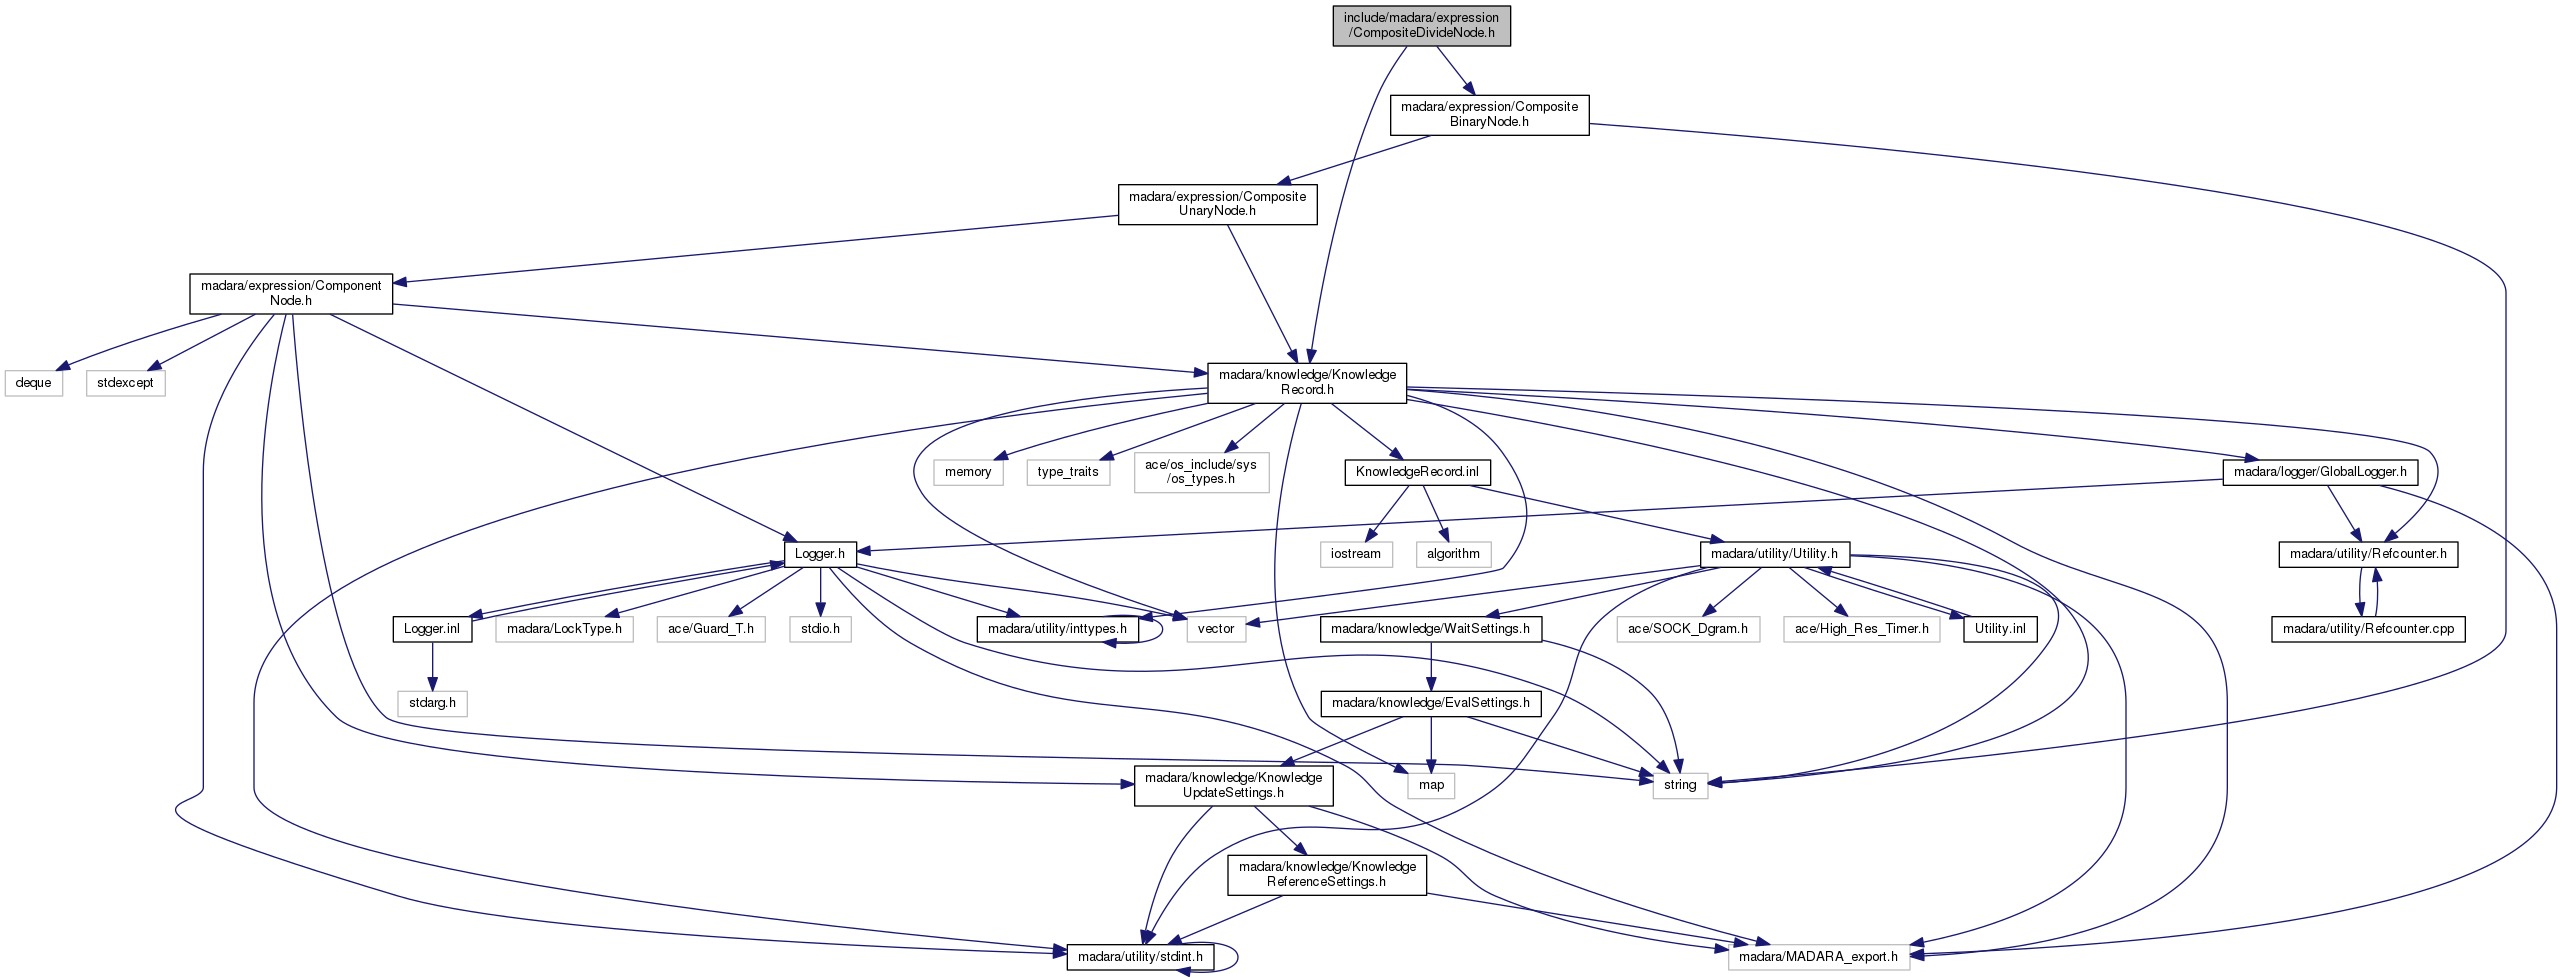 include/madara/expression
/CompositeDivideNode.h
madara/expression/Composite
BinaryNode.h
madara/expression/Composite
UnaryNode.h
madara/expression/Component
Node.h
deque
stdexcept
madara/knowledge/Knowledge
Record.h
memory
type_traits
ace/os_include/sys
/os_types.h
KnowledgeRecord.inl
madara/logger/GlobalLogger.h
Logger.h
iostream
algorithm
madara/utility/Utility.h
madara/utility/Refcounter.h
Logger.inl
madara/LockType.h
ace/Guard_T.h
stdio.h
madara/utility/inttypes.h
vector
madara/knowledge/WaitSettings.h
ace/SOCK_Dgram.h
ace/High_Res_Timer.h
Utility.inl
madara/utility/Refcounter.cpp
stdarg.h
madara/knowledge/EvalSettings.h
madara/knowledge/Knowledge
UpdateSettings.h
map
string
madara/knowledge/Knowledge
ReferenceSettings.h
madara/utility/stdint.h
madara/MADARA_export.h